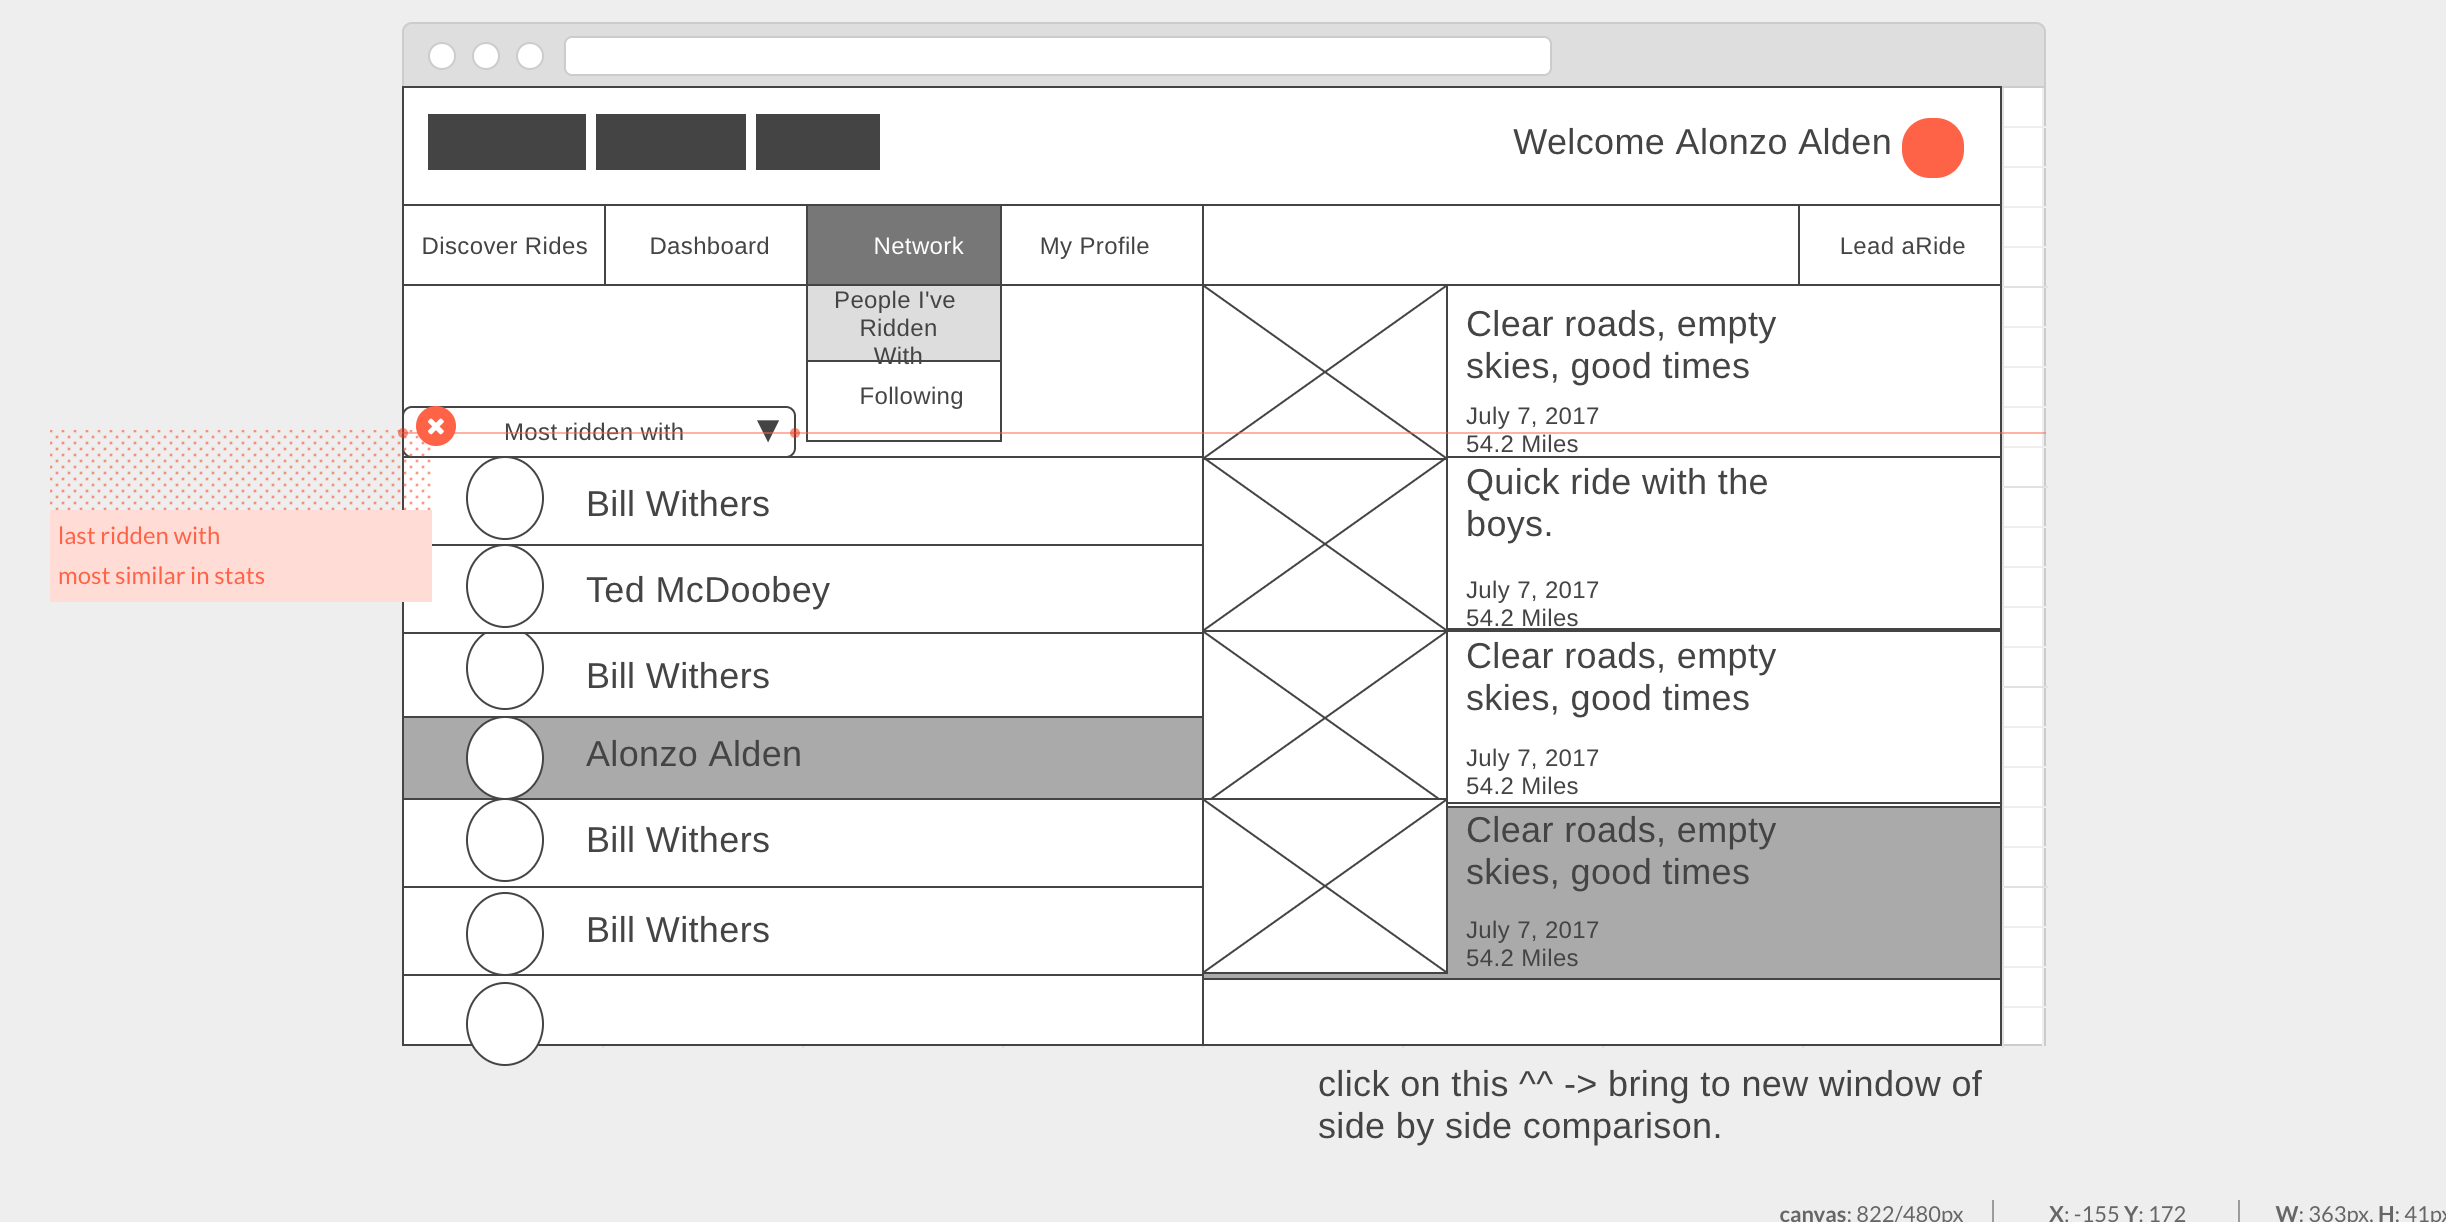 Welcome Alonzo Alden
Discover Rides
Dashboard
Network
My Profile
Lead aRide
People I've
Ridden
With
Following
Most ridden with
last ridden with
most similar in stats
Bill Withers
Ted McDoobey
Bill Withers
Alonzo Alden
Bill Withers
Bill Withers
Clear roads, empty
skies, good times
July 7, 2017
54.2 Miles
Quick ride with the
boys.
July 7, 2017
54.2 Miles
Clear roads, empty
skies, good times
July 7, 2017
54.2 Miles
Clear roads, empty
skies, good times
July 7, 2017
54.2 Miles
click on this ^^ -> bring to new window of
side by side comparison.
canvas: 822/480px
X: -155 Y: 172
W: 363px, H: 41px